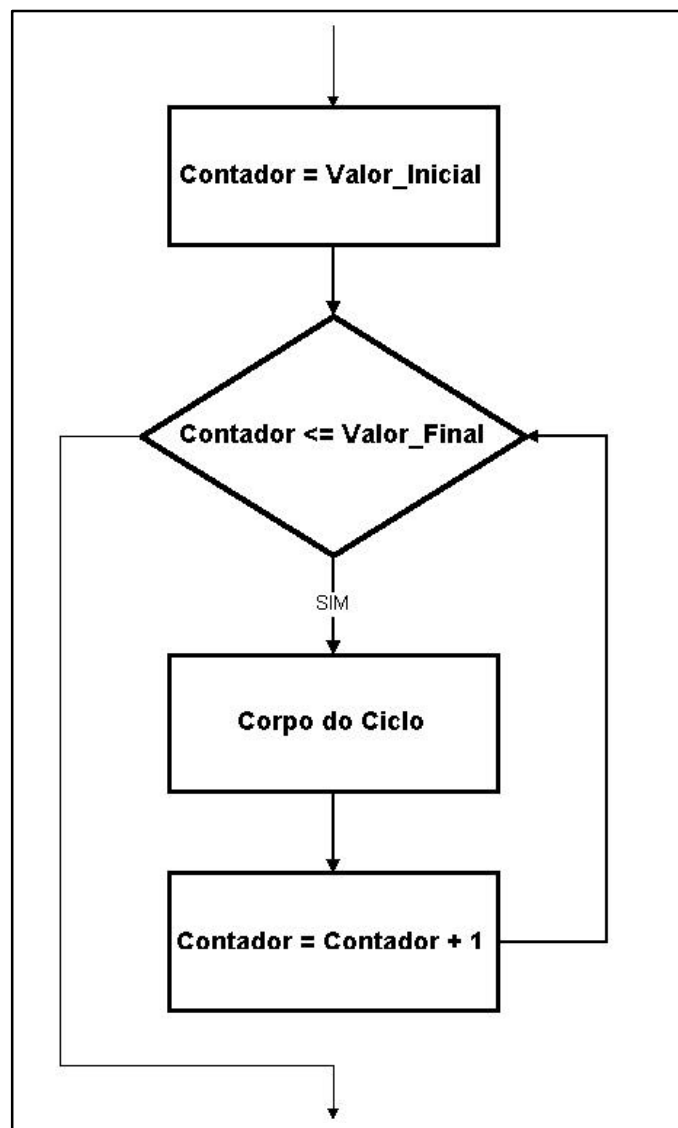 Contador = Valor_Inicial
Contador <= Valor_Final
SIM
Corpo do Ciclo
Contador = Contador + 1